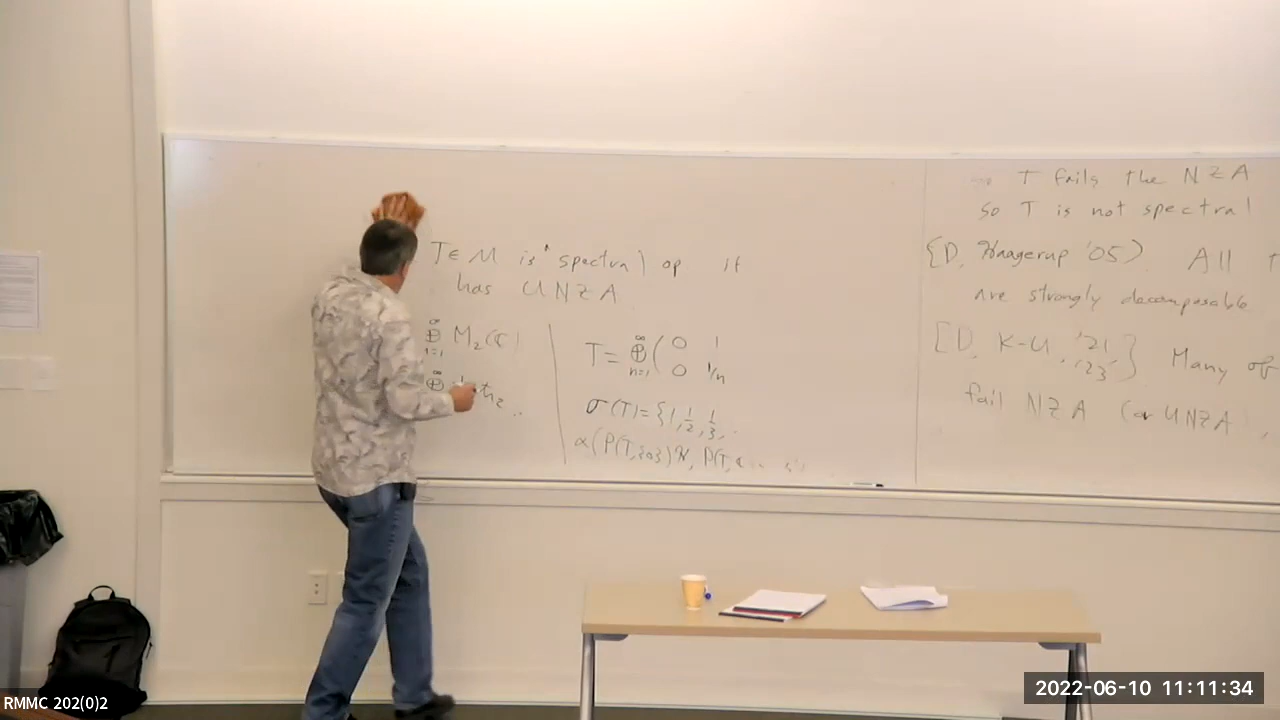 T∈M is "spectral op if
has UNZA
∞ ⊕ n=1 M₂(ℂ)
∞ ⊕
T = ∞ ⊕ n=1 ( 0 1
0 1/n
σ(T) = {1, 1/2, 1/3, ..
α(P(T,{0})ℋ, P(T,
T fails the NZA
so T is not spectral
[D, Haagerup '05]. All
are strongly decomposable
[D, K-U, '21, '23] Many of
fail NZA (or UNZA),
RMMC 202(0)2
2022-06-10 11:11:34